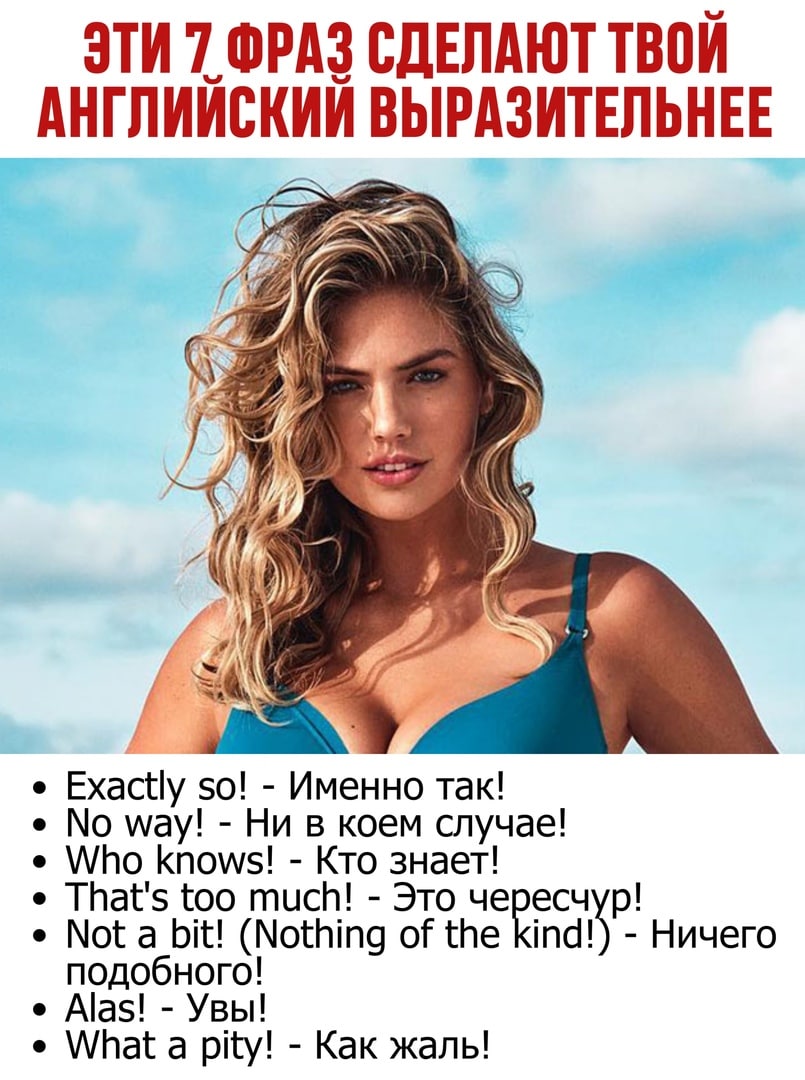 ЭТИ 7 ФРАЗ СДЕЛАЮТ ТВОЙ
АНГЛИЙСКИЙ ВЫРАЗИТЕЛЬНЕЕ
• Exactly so! - Именно так!
• No way! - Ни в коем случае!
• Who knows! - Кто знает!
• That's too much! - Это чересчур!
• Not a bit! (Nothing of the kind!) - Ничего
подобного!
• Alas! - Увы!
• What a pity! - Как жаль!